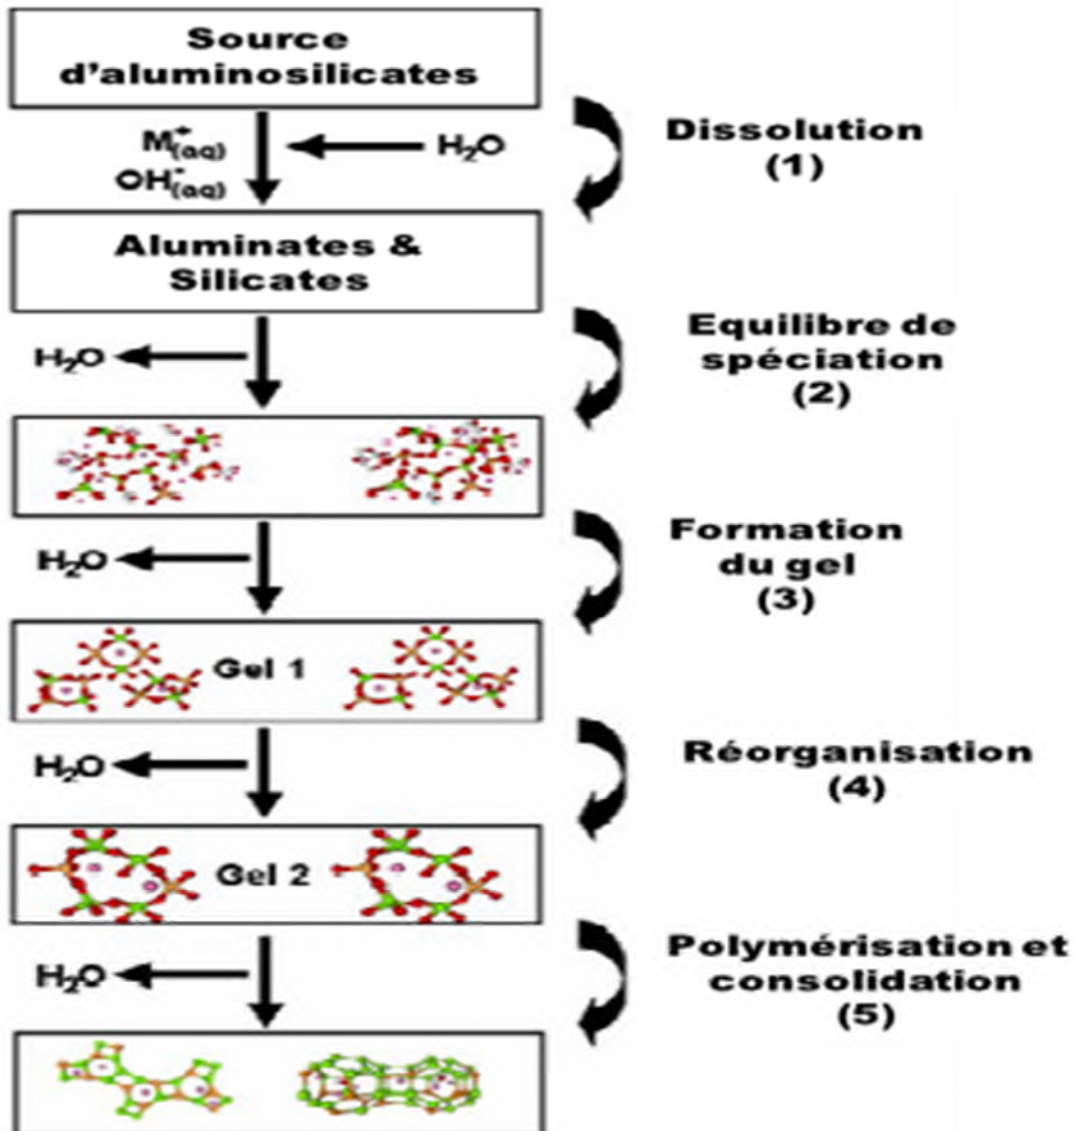 Source
d'aluminosilicates
M⁺(aq)
H₂O
OH⁻(aq)
Dissolution
(1)
Aluminates &
Silicates
H₂O
Equilibre de
spéciation
(2)
H₂O
Formation
du gel
(3)
Gel 1
H₂O
Réorganisation
(4)
Gel 2
H₂O
Polymérisation et
consolidation
(5)